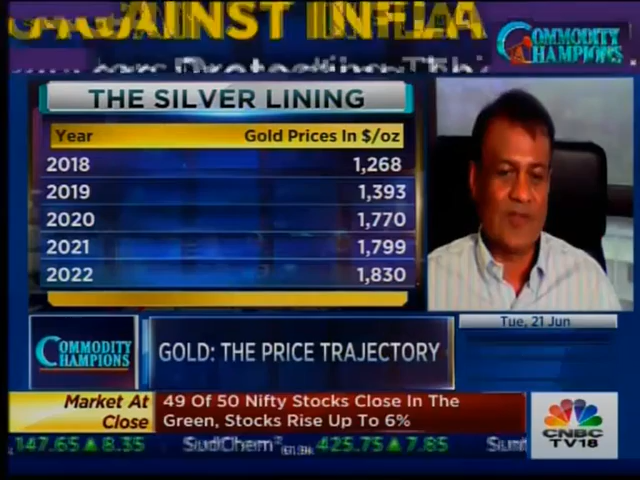 AGAINST INFLA
COMMODITY
CHAMPIONS
THE SILVER LINING
Year Gold Prices In $/oz
2018 1,268
2019 1,393
2020 1,770
2021 1,799
2022 1,830
Tue, 21 Jun
COMMODITY
CHAMPIONS
GOLD: THE PRICE TRAJECTORY
Market At
Close
49 Of 50 Nifty Stocks Close In The
Green, Stocks Rise Up To 6%
CNBC
TV18
147.65 ▲ 8.35 SudChem 425.75 ▲ 7.85